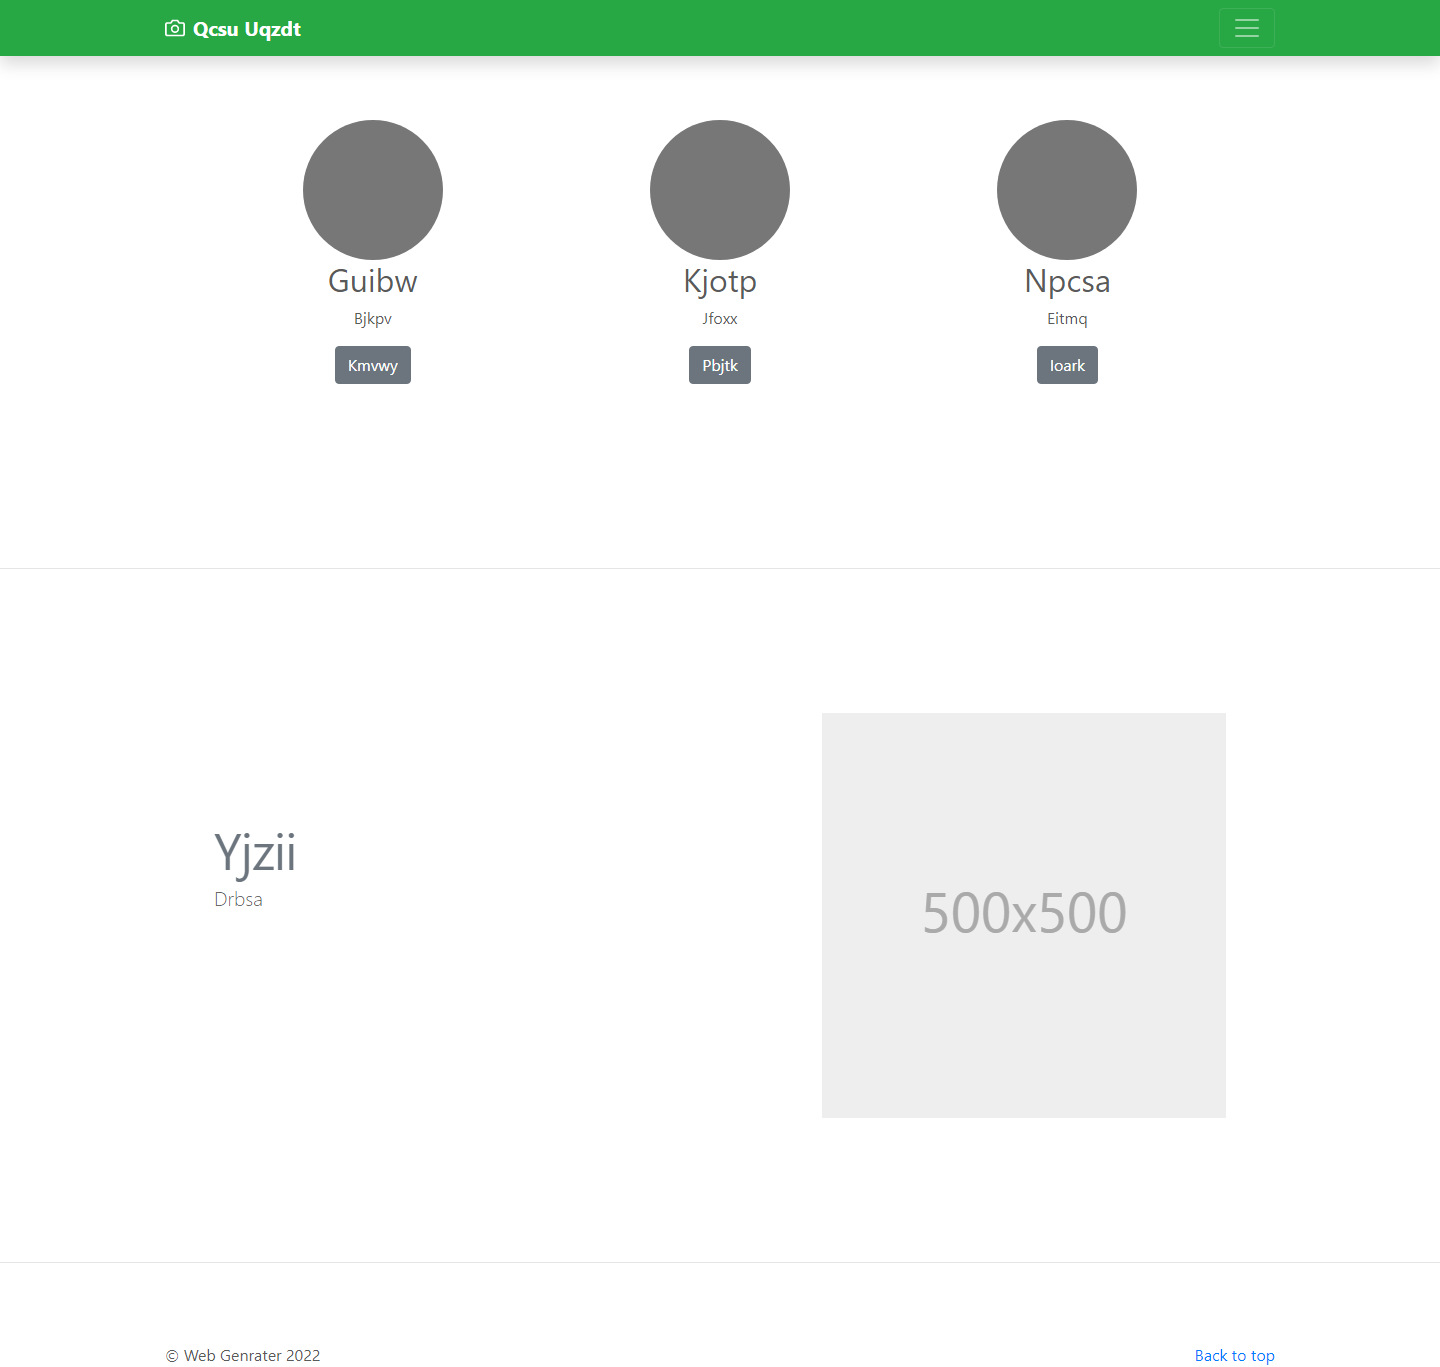 Qcsu Uqzdt
Guibw
Kjotp
Npcsa
Bjkpv
Jfoxx
Eitmq
Kmvwy
Pbjtk
Ioark
Yjzii
Drbsa
500x500
© Web Genrater 2022
Back to top